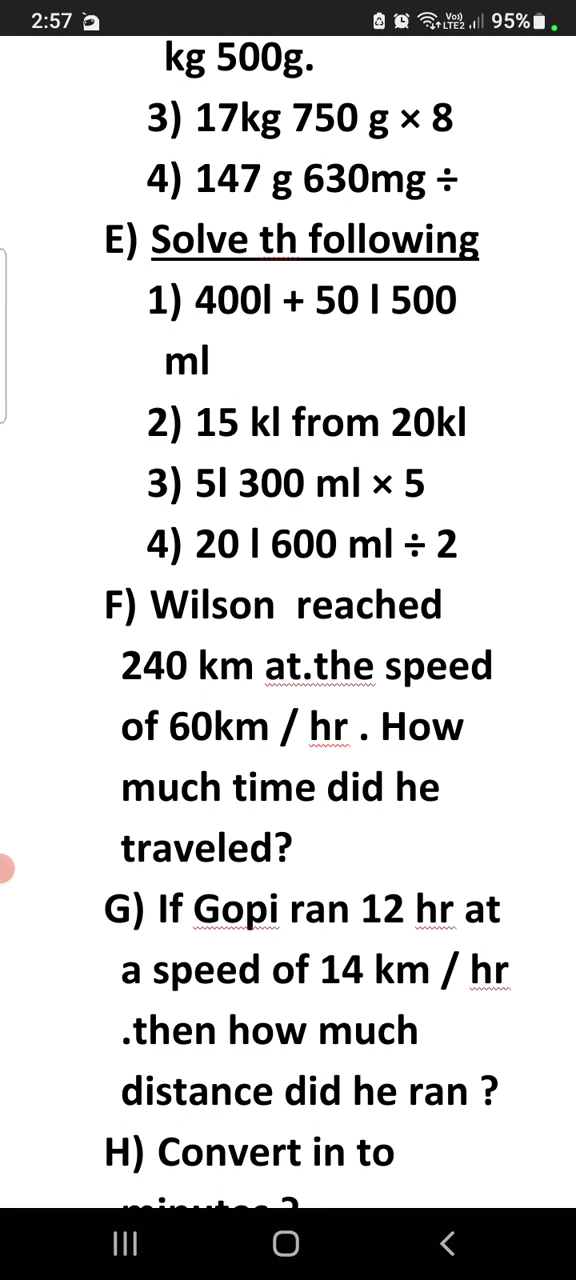 2:57
Vo)) LTE2 95%
kg 500g.
3) 17kg 750 g × 8
4) 147 g 630mg ÷
E) Solve th following
1) 400l + 50 l 500
ml
2) 15 kl from 20kl
3) 5l 300 ml × 5
4) 20 l 600 ml ÷ 2
F) Wilson reached
240 km at.the speed
of 60km / hr . How
much time did he
traveled?
G) If Gopi ran 12 hr at
a speed of 14 km / hr
.then how much
distance did he ran ?
H) Convert in to
minutes ?